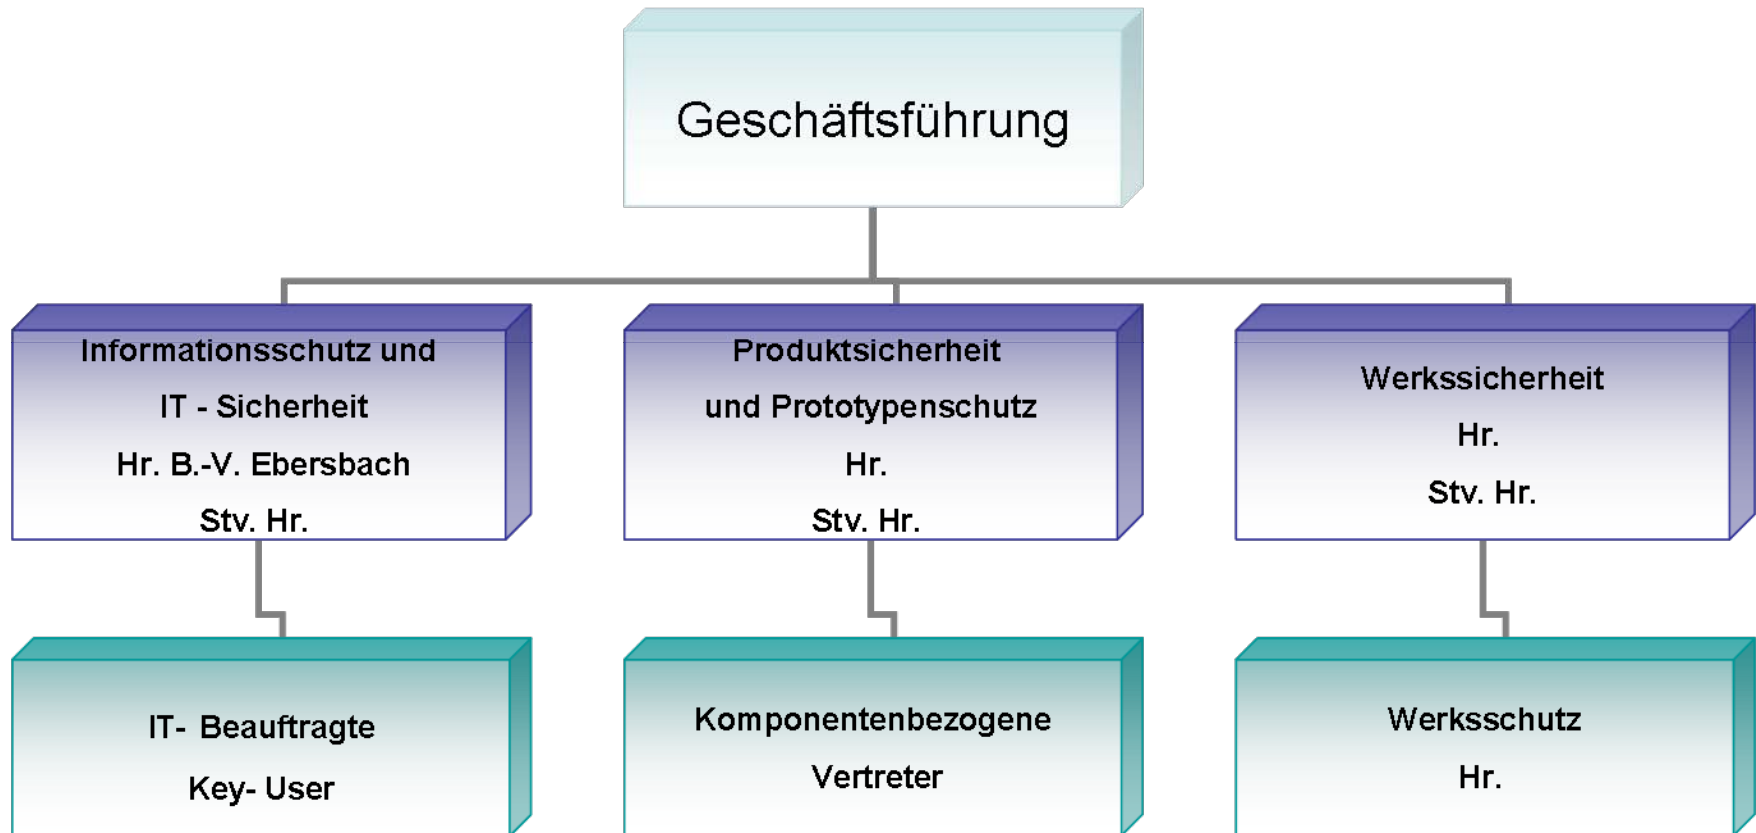 Geschäftsführung
Informationsschutz und
IT - Sicherheit
Hr. B.-V. Ebersbach
Stv. Hr.
Produktsicherheit
und Prototypenschutz
Hr.
Stv. Hr.
Werkssicherheit
Hr.
Stv. Hr.
IT- Beauftragte
Key- User
Komponentenbezogene
Vertreter
Werksschutz
Hr.